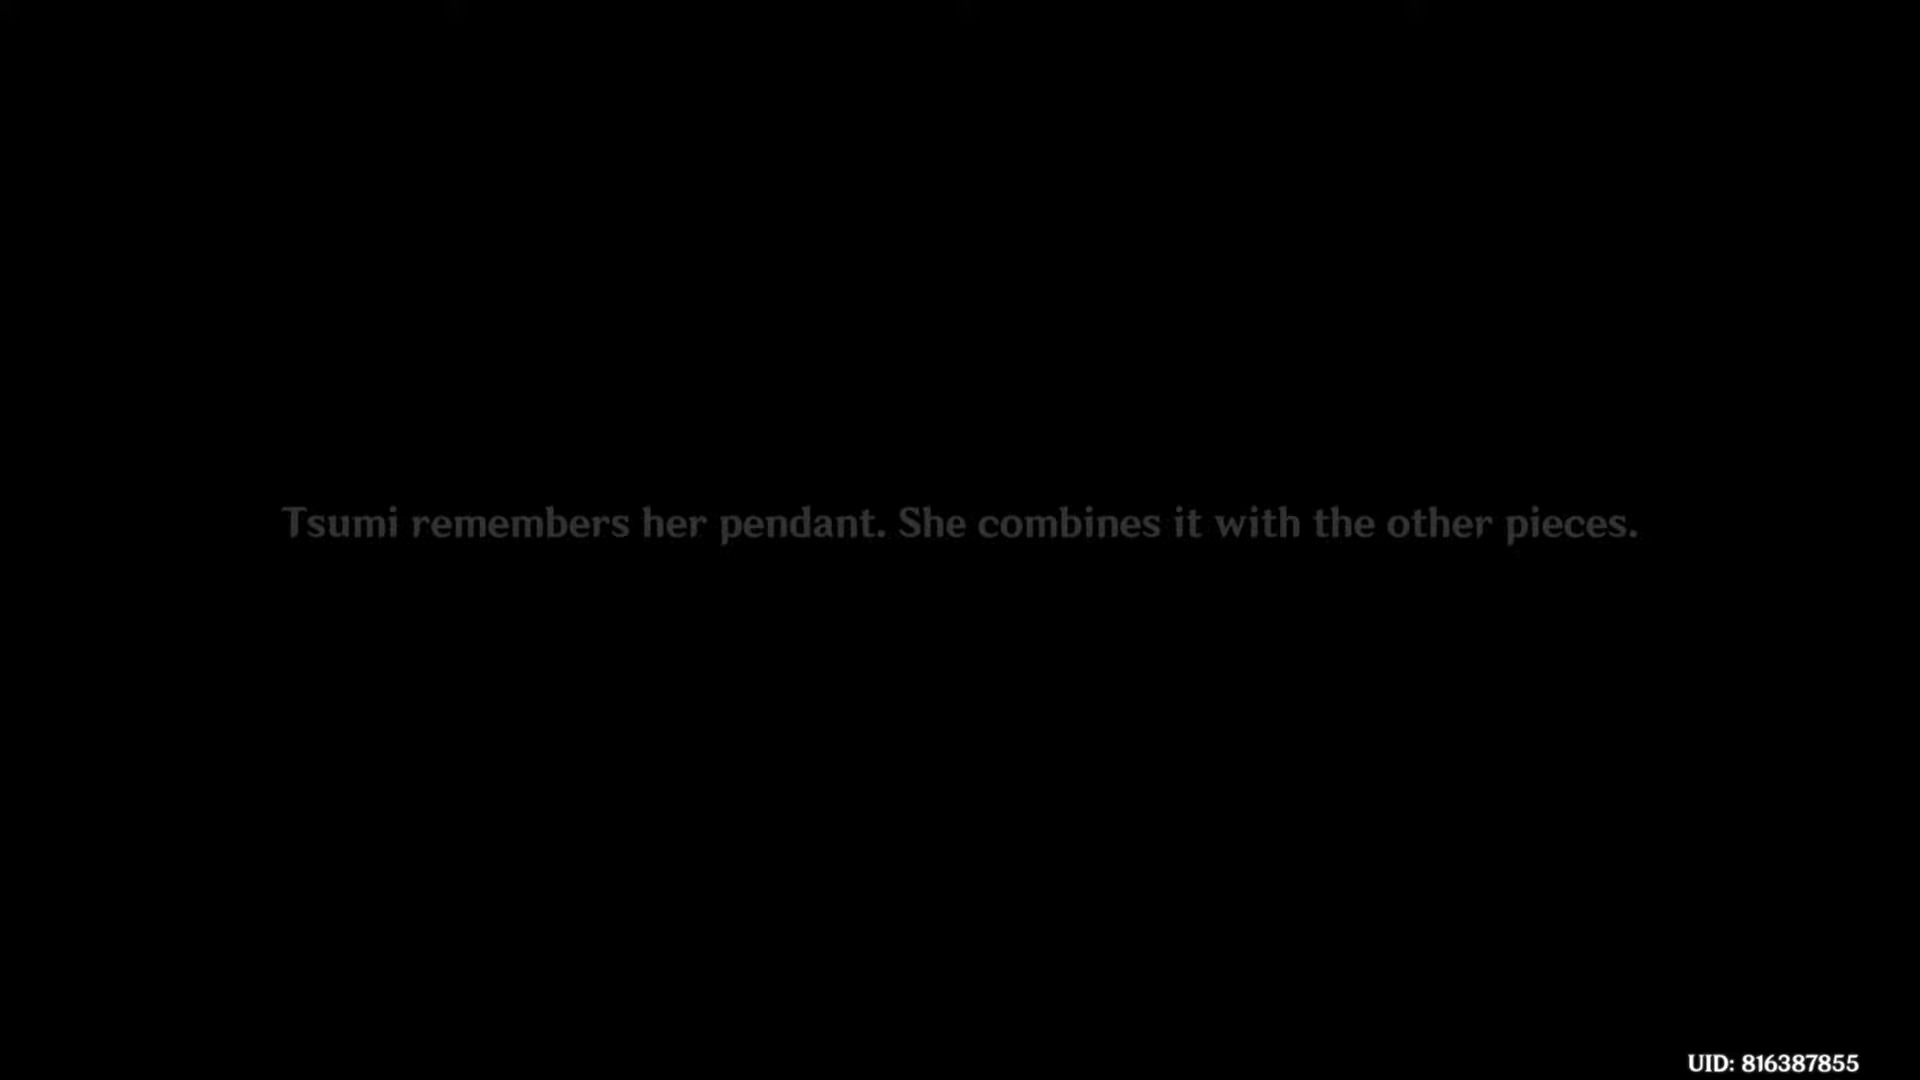 Tsumi remembers her pendant. She combines it with the other pieces.
UID: 816387855